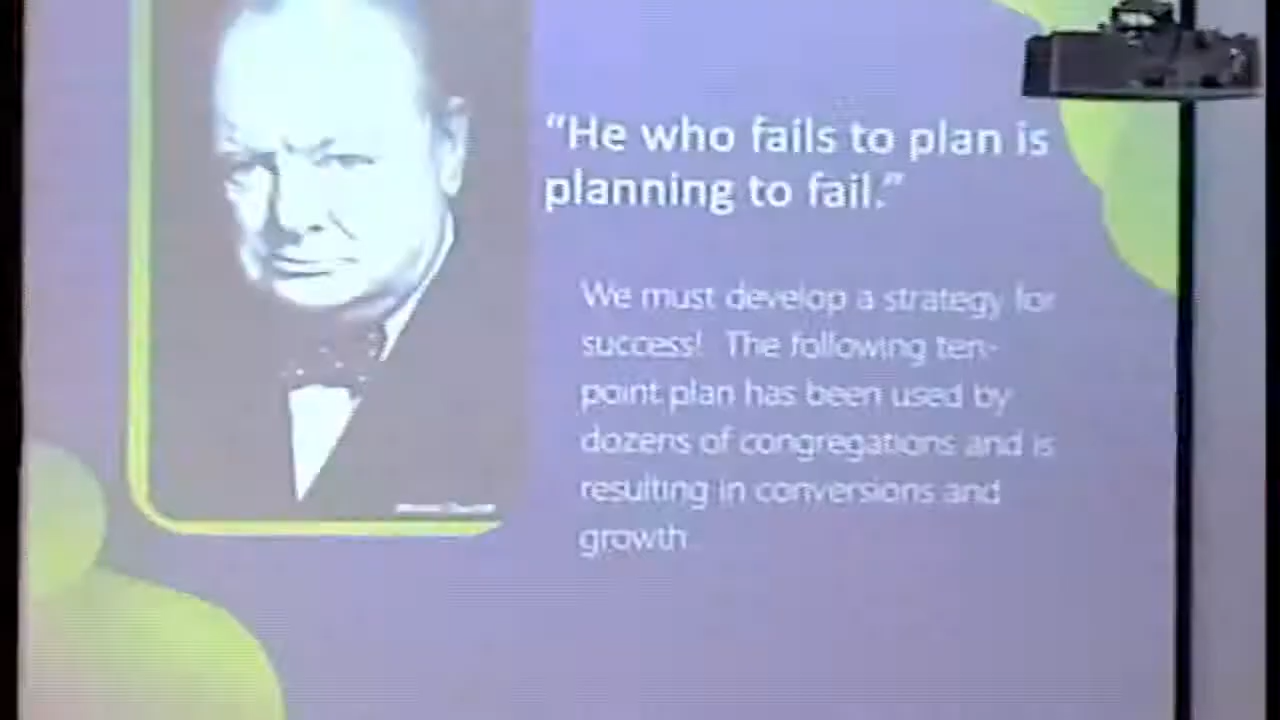 "He who fails to plan is
planning to fail."
We must develop a strategy for
success! The following ten-
point plan has been used by
dozens of congregations and is
resulting in conversions and
growth